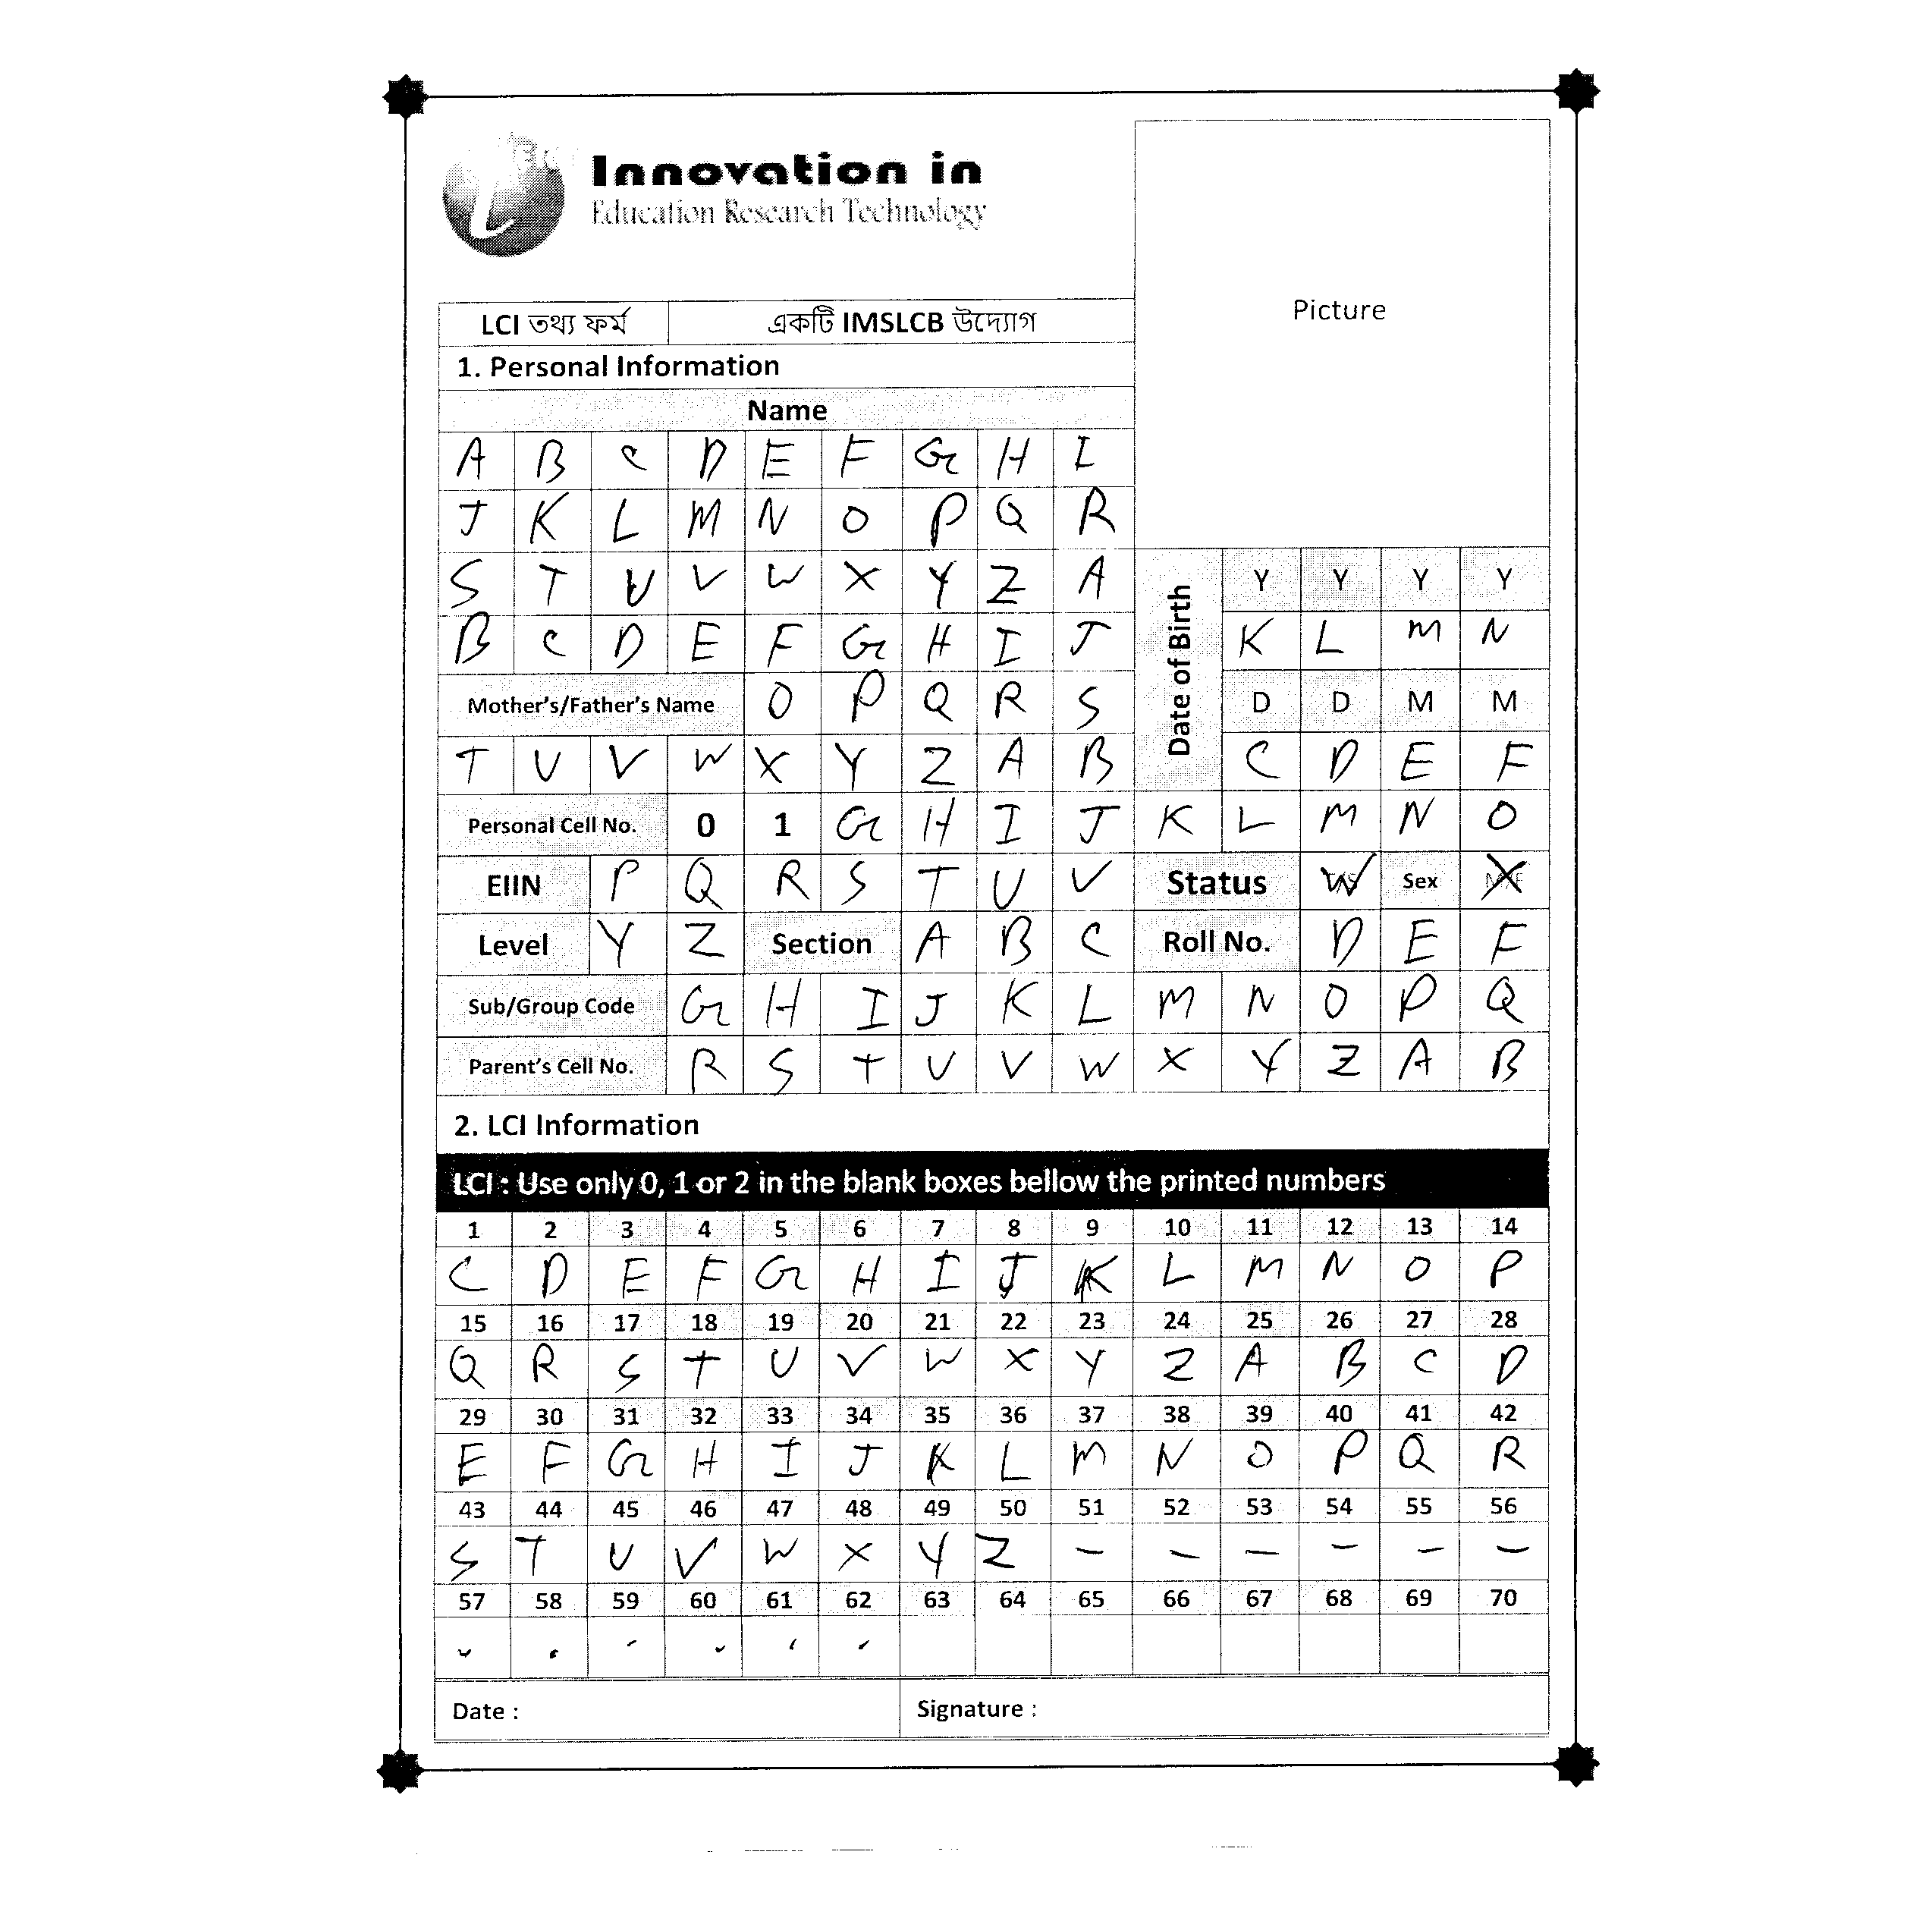 Innovation in
Education Research Technology
Picture
LCI তথ্য ফর্ম একটি IMSLCB উদ্যোগ
1. Personal Information
Name
A B C D E F G H I
J K L M N O P Q R
S T U V W X Y Z A
Date of Birth Y Y Y Y
B C D E F G H I J K L M N
Mother's/Father's Name O P Q R S D D M M
T U V W X Y Z A B C D E F
Personal Cell No. 0 1 G H I J K L M N O
EIIN P Q R S T U V Status W Sex X
Level Y Z Section A B C Roll No. D E F
Sub/Group Code G H I J K L M N O P Q
Parent's Cell No. R S T U V W X Y Z A B
2. LCI Information
LCI : Use only 0, 1 or 2 in the blank boxes bellow the printed numbers
1 2 3 4 5 6 7 8 9 10 11 12 13 14
C D E F G H I J K L M N O P
15 16 17 18 19 20 21 22 23 24 25 26 27 28
Q R S T U V W X Y Z A B C D
29 30 31 32 33 34 35 36 37 38 39 40 41 42
E F G H I J K L M N O P Q R
43 44 45 46 47 48 49 50 51 52 53 54 55 56
S T U V W X Y Z - - - - - -
57 58 59 60 61 62 63 64 65 66 67 68 69 70
Date : Signature :